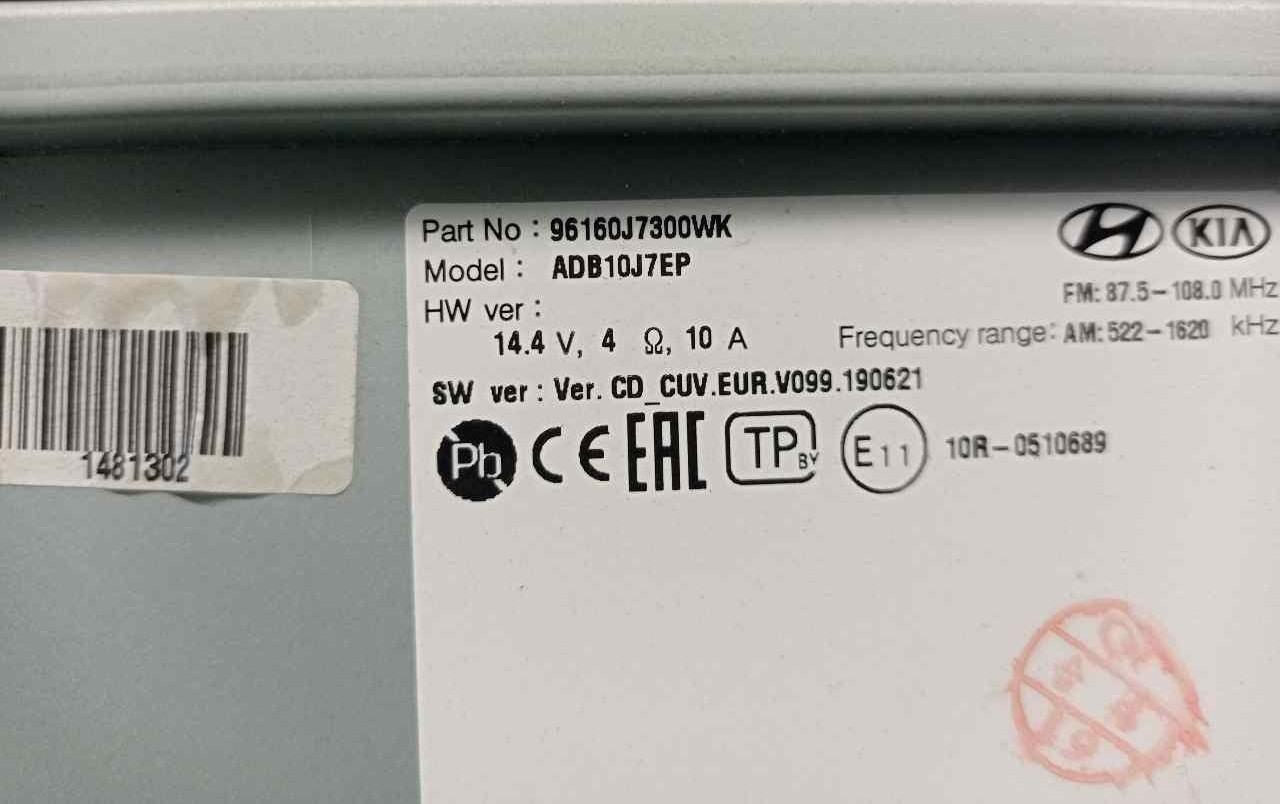 Part No : 96160J7300WK
KIA
Model : ADB10J7EP
HW ver :
FM: 87.5-108.0 MHz
14.4 V, 4 Ω, 10 A
Frequency range: AM: 522-1620 kHz
SW ver : Ver. CD_CUV.EUR.V099.190621
Pb CE EAC TP BY E11 10R-0510689
1481302